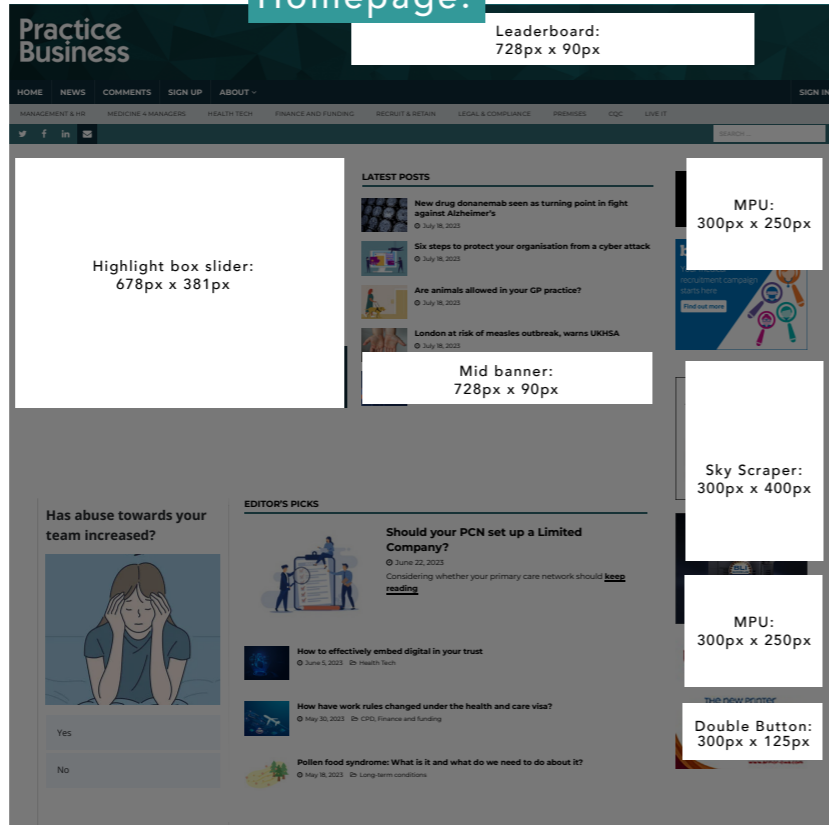 Homepage:
Practice
Business
Leaderboard:
728px x 90px
HOME NEWS COMMENTS SIGN UP ABOUT SIGN IN
MANAGEMENT & HR MEDICINE 4 MANAGERS HEALTH TECH FINANCE AND FUNDING RECRUIT & RETAIN LEGAL & COMPLIANCE PREMISES CQC LIVE IT
SEARCH ...
Highlight box slider:
678px x 381px
LATEST POSTS
New drug donanemab seen as turning point in fight
against Alzheimer's
July 18, 2023
Six steps to protect your organisation from a cyber attack
July 18, 2023
Are animals allowed in your GP practice?
July 18, 2023
London at risk of measles outbreak, warns UKHSA
July 18, 2023
Mid banner:
728px x 90px
MPU:
300px x 250px
recruitment campaign
starts here
Find out more
Sky Scraper:
300px x 400px
MPU:
300px x 250px
The new printer
Double Button:
300px x 125px
Has abuse towards your
team increased?
Yes
No
EDITOR'S PICKS
Should your PCN set up a Limited
Company?
June 22, 2023
Considering whether your primary care network should keep
reading
How to effectively embed digital in your trust
June 5, 2023 Health Tech
How have work rules changed under the health and care visa?
May 30, 2023 CPD, Finance and funding
Pollen food syndrome: What is it and what do we need to do about it?
May 18, 2023 Long-term conditions